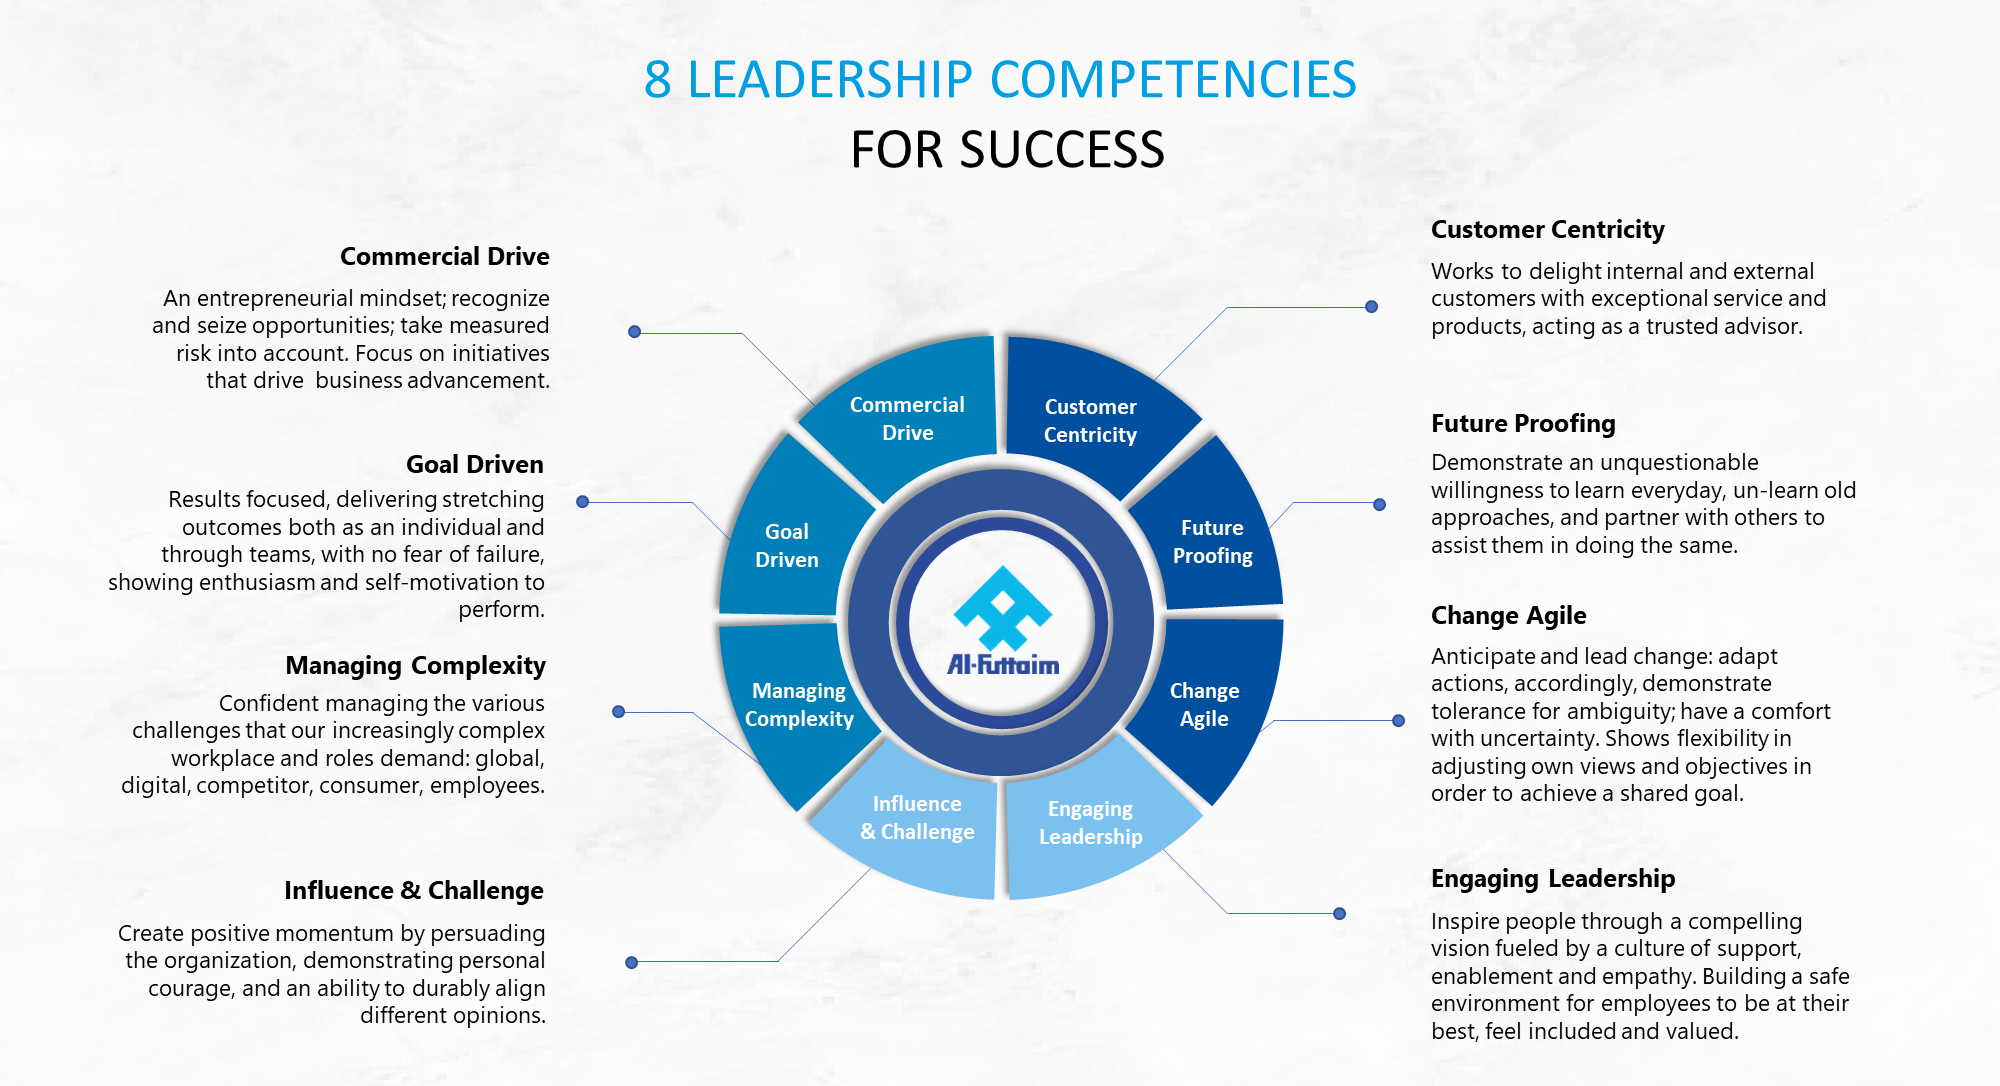 8 LEADERSHIP COMPETENCIES
FOR SUCCESS
Commercial Drive
An entrepreneurial mindset; recognize
and seize opportunities; take measured
risk into account. Focus on initiatives
that drive business advancement.
Goal Driven
Results focused, delivering stretching
outcomes both as an individual and
through teams, with no fear of failure,
showing enthusiasm and self-motivation to
perform.
Managing Complexity
Confident managing the various
challenges that our increasingly complex
workplace and roles demand: global,
digital, competitor, consumer, employees.
Influence & Challenge
Create positive momentum by persuading
the organization, demonstrating personal
courage, and an ability to durably align
different opinions.
Commercial
Drive
Customer
Centricity
Goal
Driven
Future
Proofing
Al-Futtaim
Managing
Complexity
Change
Agile
Influence
& Challenge
Engaging
Leadership
Customer Centricity
Works to delight internal and external
customers with exceptional service and
products, acting as a trusted advisor.
Future Proofing
Demonstrate an unquestionable
willingness to learn everyday, un-learn old
approaches, and partner with others to
assist them in doing the same.
Change Agile
Anticipate and lead change: adapt
actions, accordingly, demonstrate
tolerance for ambiguity; have a comfort
with uncertainty. Shows flexibility in
adjusting own views and objectives in
order to achieve a shared goal.
Engaging Leadership
Inspire people through a compelling
vision fueled by a culture of support,
enablement and empathy. Building a safe
environment for employees to be at their
best, feel included and valued.